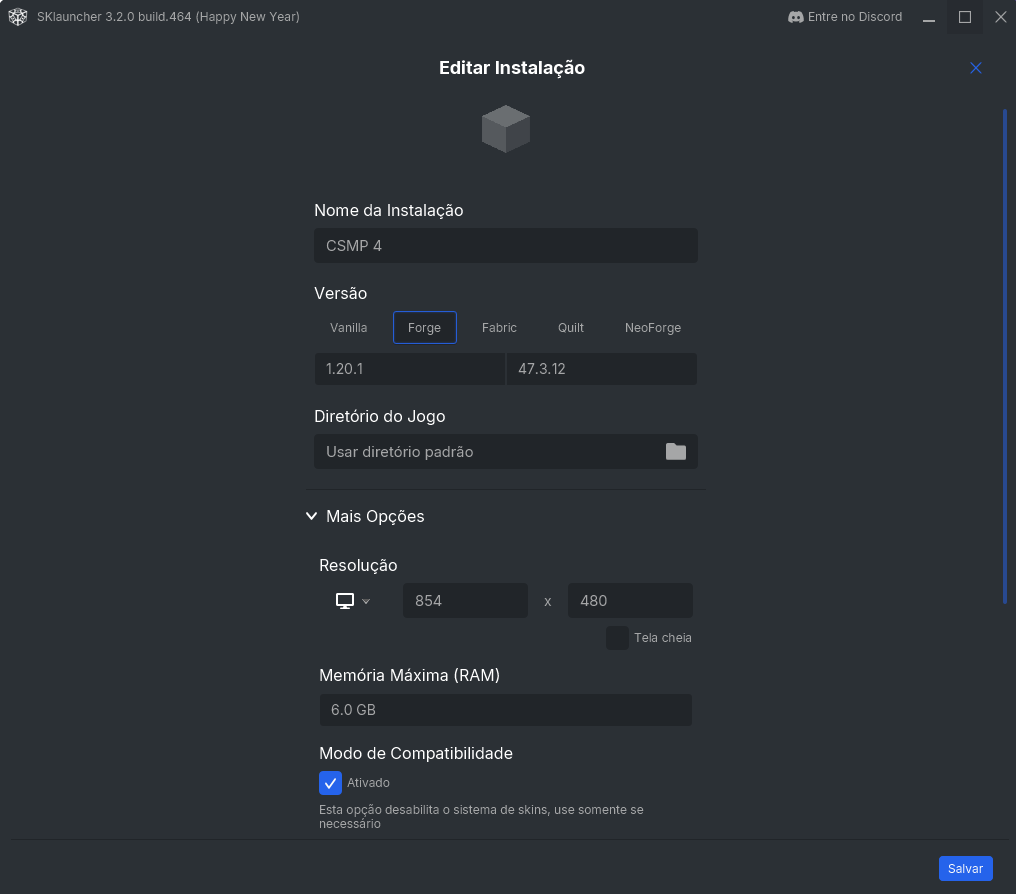 SKlauncher 3.2.0 build.464 (Happy New Year)
Entre no Discord
Editar Instalação
Nome da Instalação
CSMP 4
Versão
Vanilla
Forge
Fabric
Quilt
NeoForge
1.20.1
47.3.12
Diretório do Jogo
Usar diretório padrão
Mais Opções
Resolução
854
x
480
Tela cheia
Memória Máxima (RAM)
6.0 GB
Modo de Compatibilidade
Ativado
Esta opção desabilita o sistema de skins, use somente se
necessário
Salvar